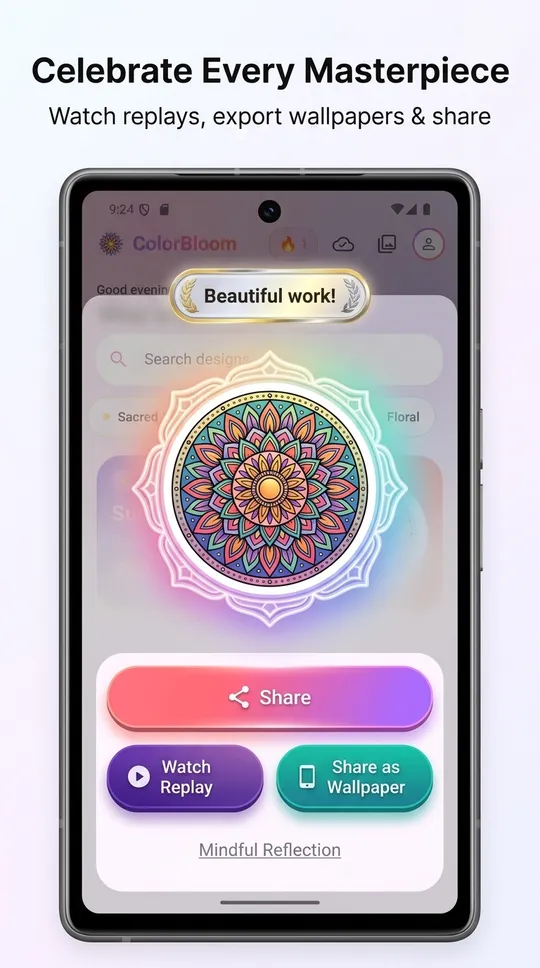 Celebrate Every Masterpiece
Watch replays, export wallpapers & share
9:24
ColorBloom
1
Good evenin
Beautiful work!
Search designs
Sacred
Floral
Share
Watch
Replay
Share as
Wallpaper
Mindful Reflection